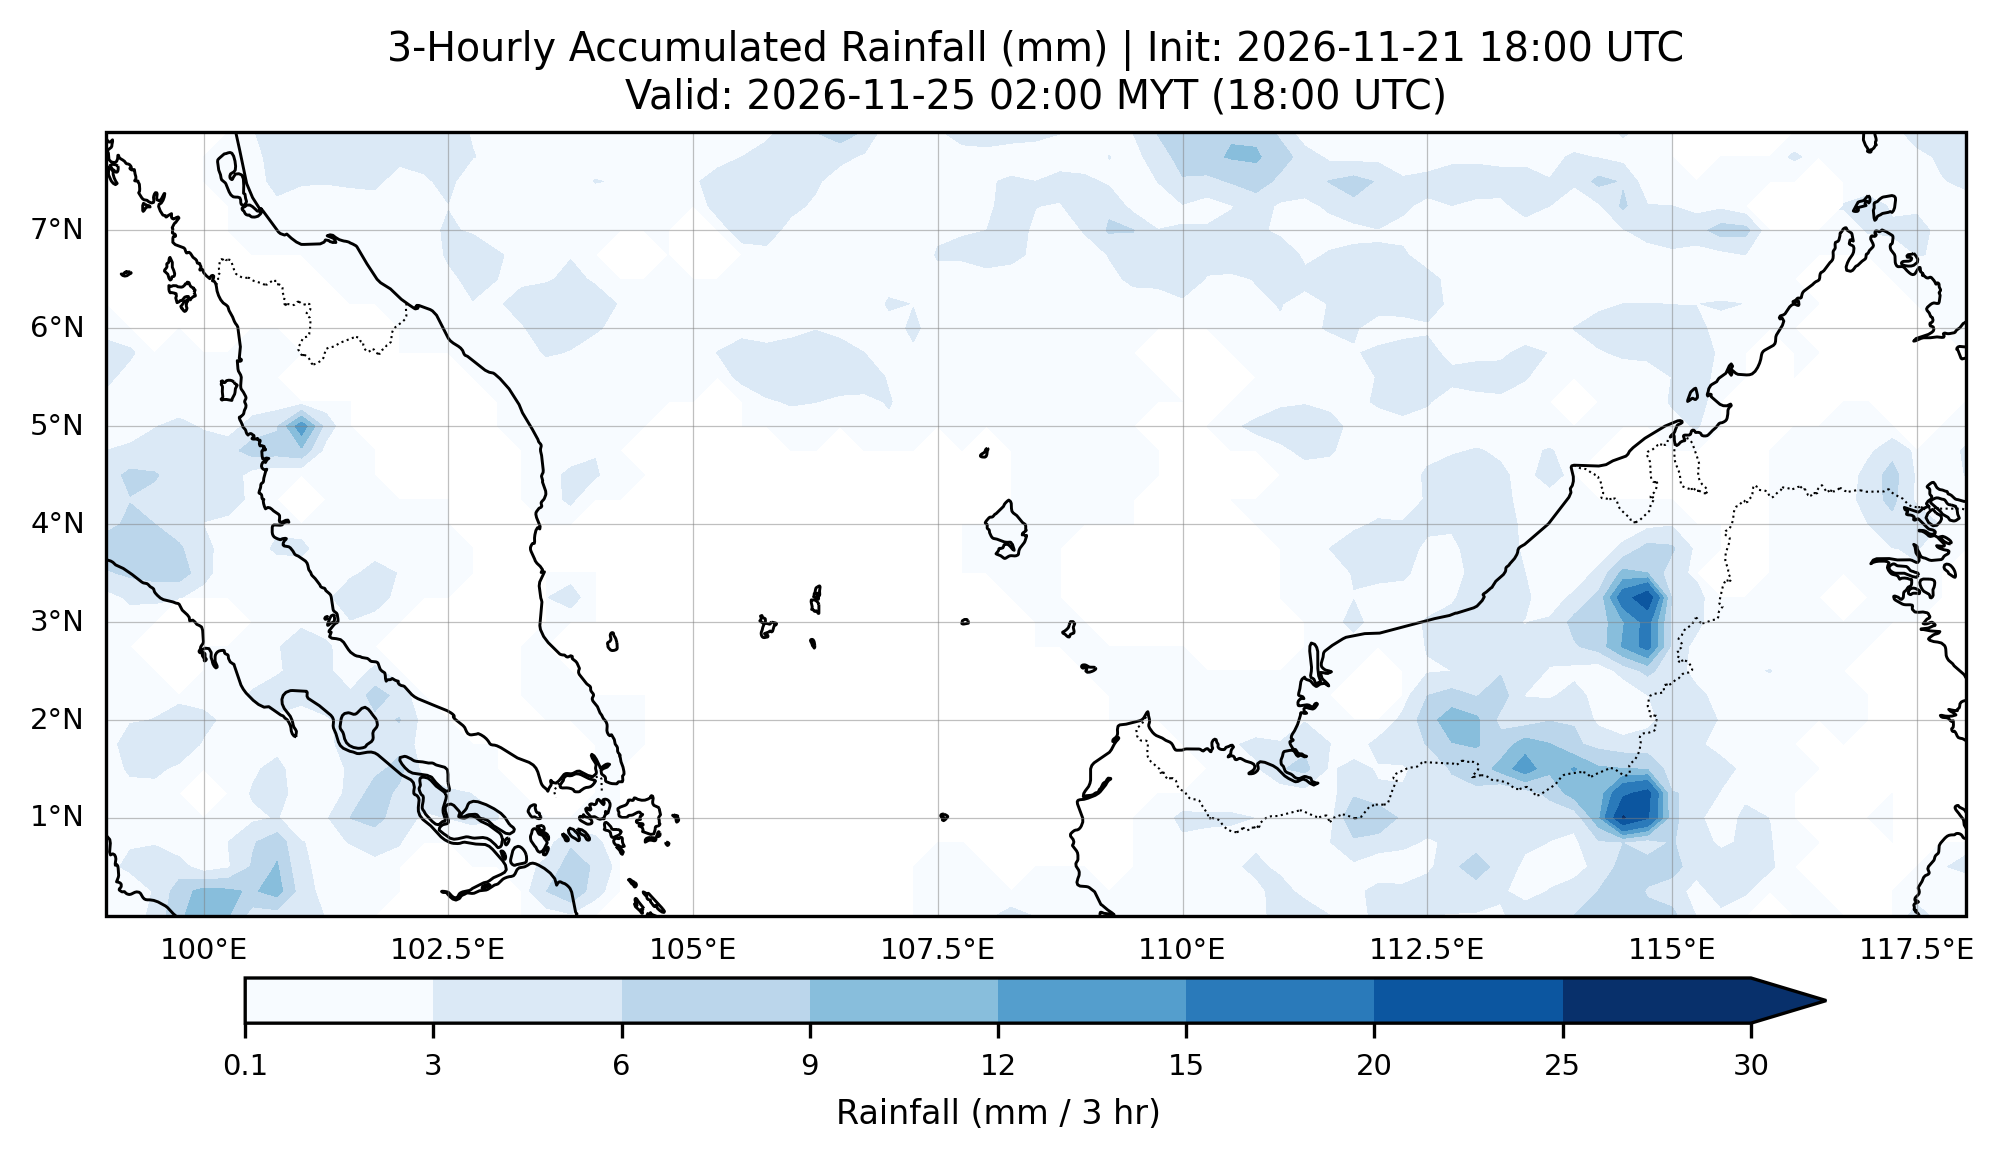 3-Hourly Accumulated Rainfall (mm) | Init: 2026-11-21 18:00 UTC
Valid: 2026-11-25 02:00 MYT (18:00 UTC)
7°N
6°N
5°N
4°N
3°N
2°N
1°N
100°E 102.5°E 105°E 107.5°E 110°E 112.5°E 115°E 117.5°E
0.1 3 6 9 12 15 20 25 30
Rainfall (mm / 3 hr)